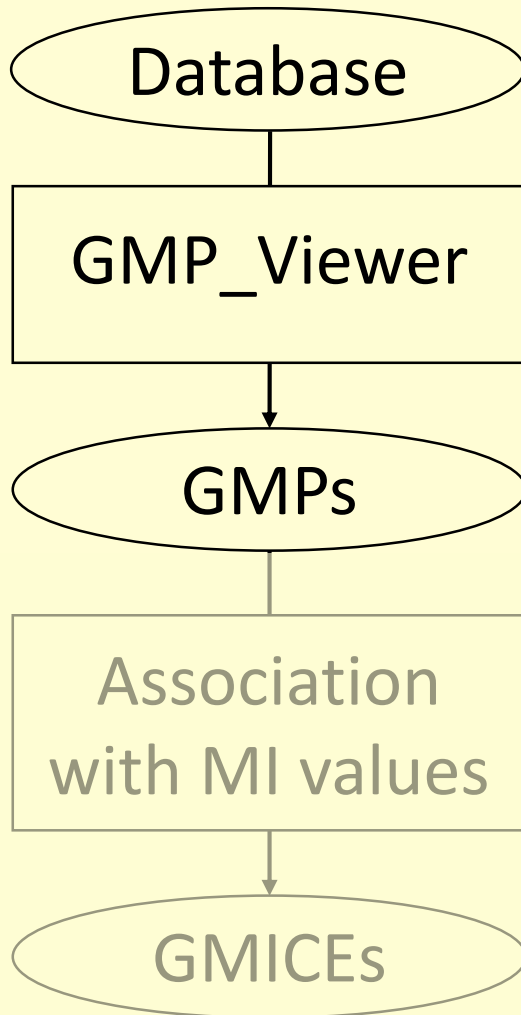 Database
GMP_Viewer
GMPs
Association
with MI values
GMICEs